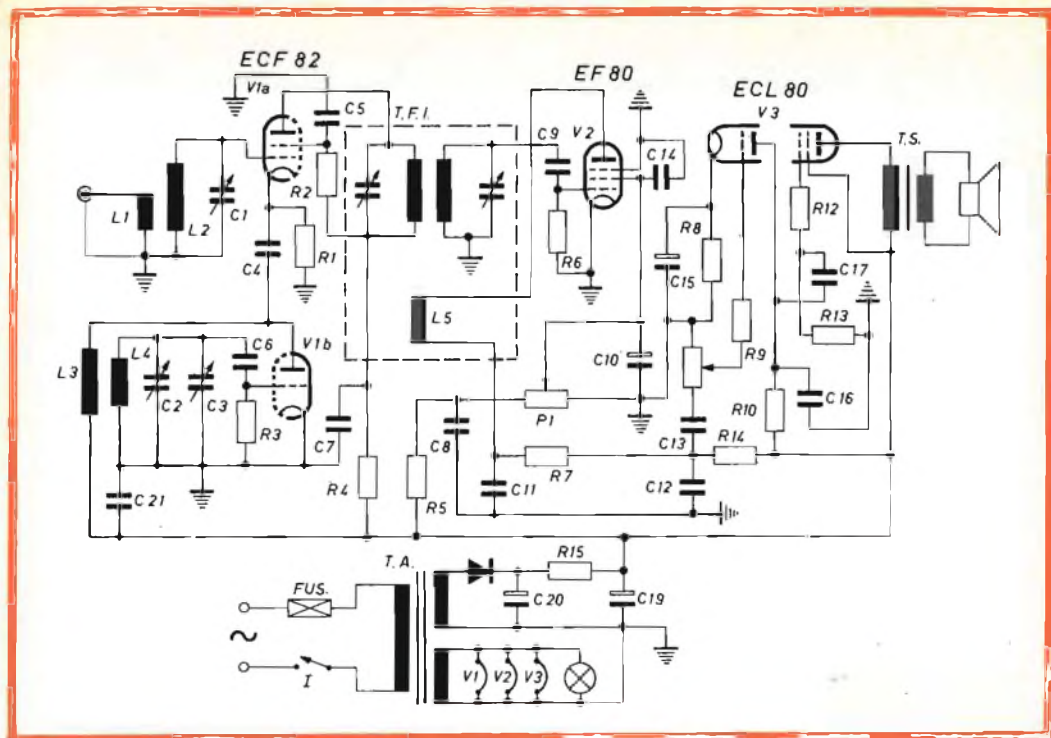 ECF 82
V1a
C5
T.F.I.
EF 80
C9
V2
C14
ECL 80
V3
T.S.
L1
L2
C1
R2
R1
C4
R6
C15
R8
R12
C17
R13
L3
L4
C2
C3
C6
R3
V1b
C7
R4
L5
C8
R5
P1
C10
R9
C13
R10
R14
C16
C11
R7
C12
C21
T.A.
FUS.
I
R15
C20
C19
V1
V2
V3